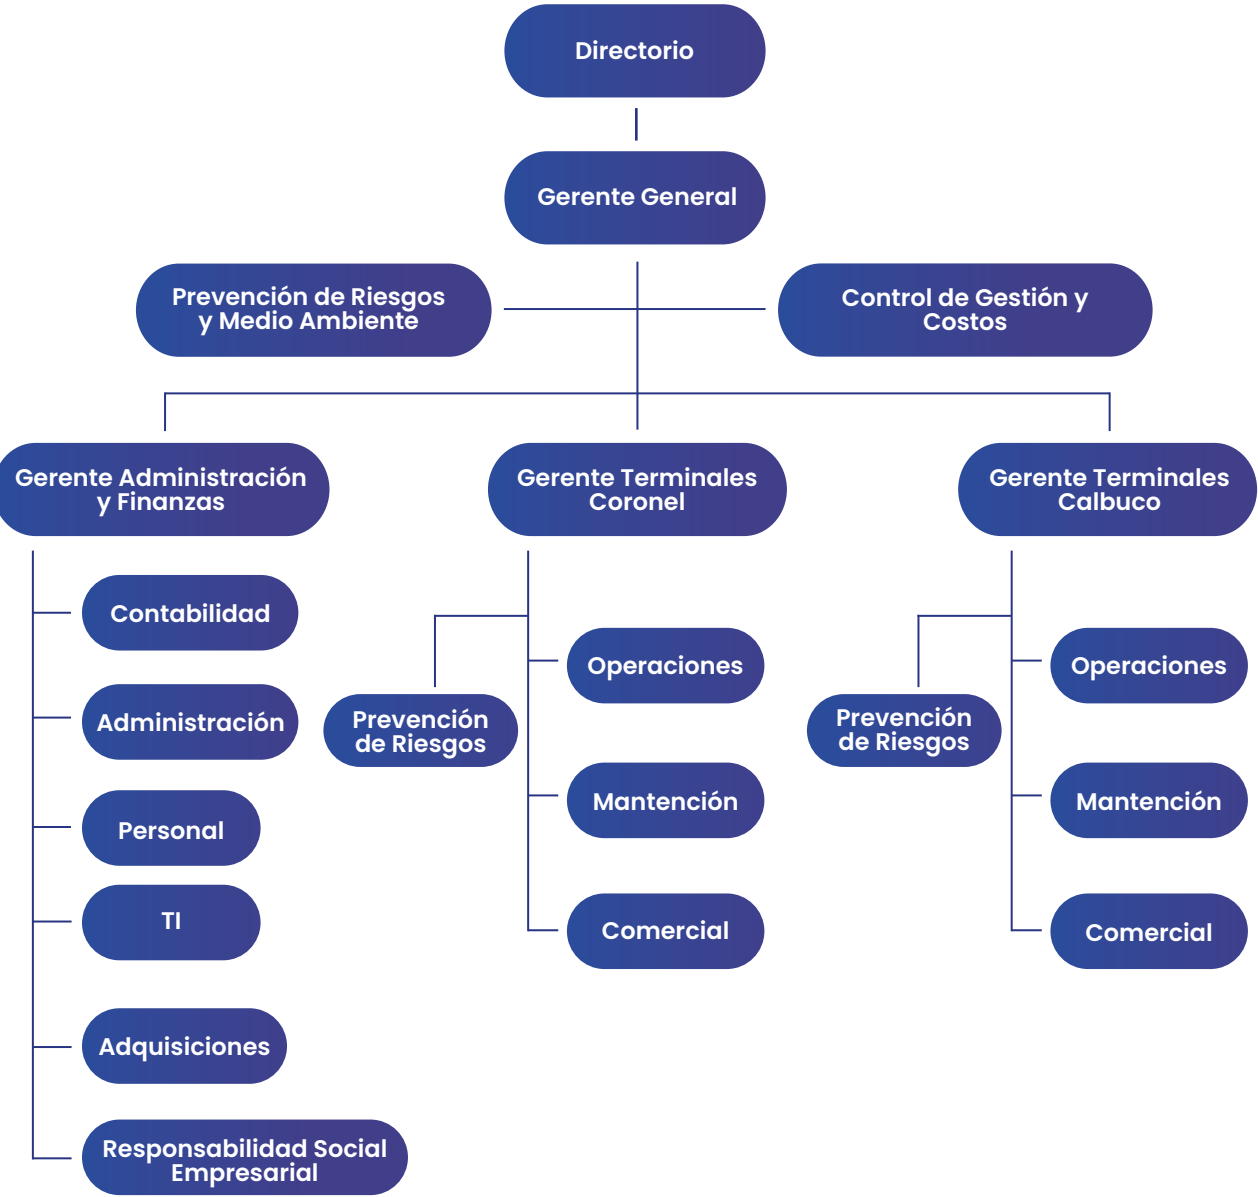 Directorio
Gerente General
Prevención de Riesgos
y Medio Ambiente
Control de Gestión y
Costos
Gerente Administración
y Finanzas
Gerente Terminales
Coronel
Gerente Terminales
Calbuco
Contabilidad
Administración
Personal
TI
Adquisiciones
Responsabilidad Social
Empresarial
Prevención
de Riesgos
Operaciones
Mantención
Comercial
Prevención
de Riesgos
Operaciones
Mantención
Comercial